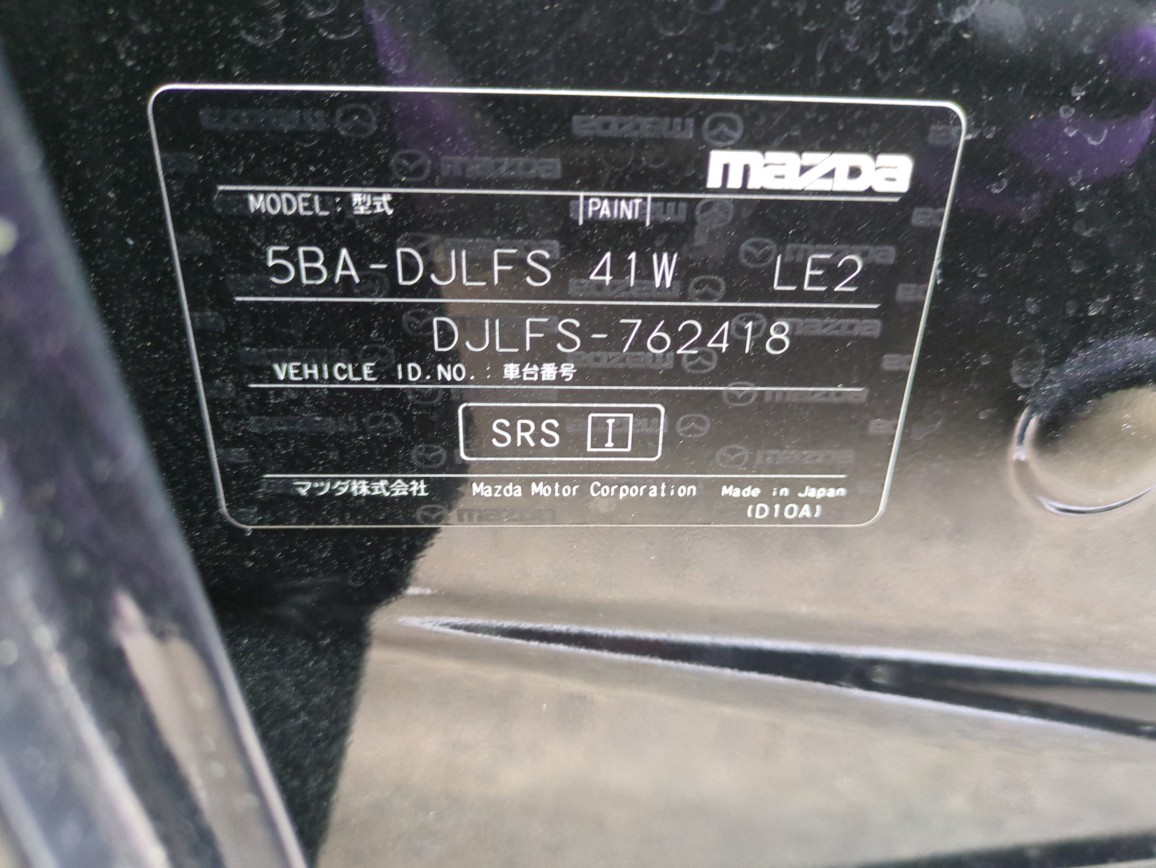 mazda
MODEL : 型式 PAINT
5BA-DJLFS 41W LE2
DJLFS-762418
VEHICLE ID.NO. : 車台番号
SRS I
マツダ株式会社 Mazda Motor Corporation Made in Japan
(D10A)